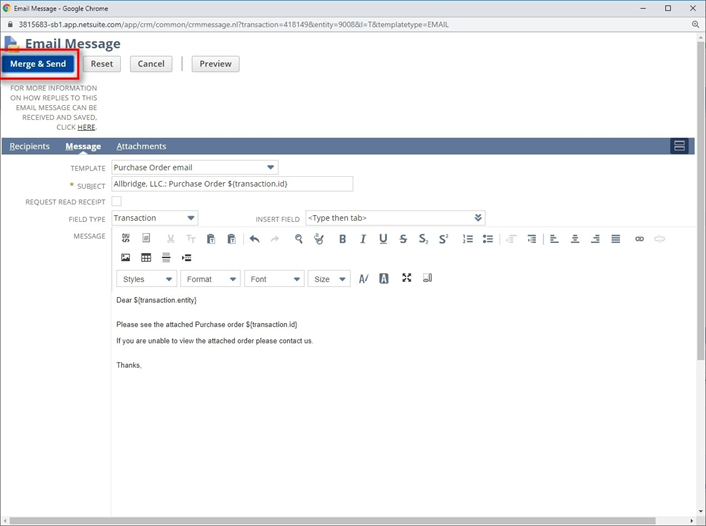 Email Message - Google Chrome
3815683-sb1.app.netsuite.com/app/crm/common/crmmessage.nl?transaction=418149&entity=9008&l=T&templatetype=EMAIL
Email Message
Merge & Send Reset Cancel Preview
FOR MORE INFORMATION
ON HOW REPLIES TO THIS
EMAIL MESSAGE CAN BE
RECEIVED AND SAVED,
CLICK HERE.
Recipients Message Attachments
TEMPLATE Purchase Order email
* SUBJECT Allbridge, LLC.: Purchase Order ${transaction.id}
REQUEST READ RECEIPT
FIELD TYPE Transaction INSERT FIELD <Type then tab>
MESSAGE
Styles Format Font Size
Dear ${transaction.entity}
Please see the attached Purchase order ${transaction.id}
If you are unable to view the attached order please contact us.
Thanks,